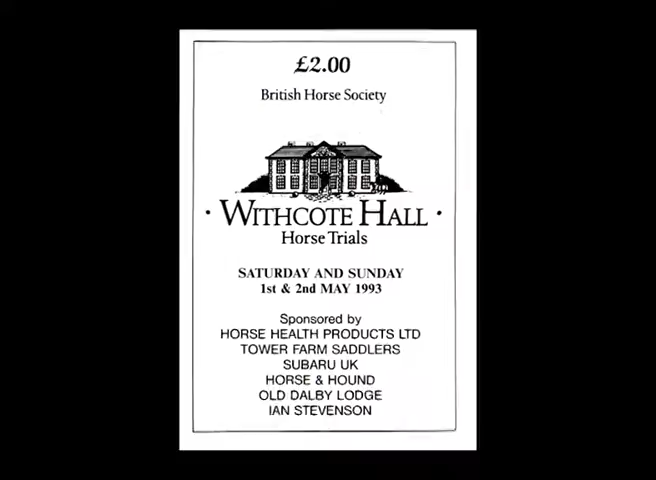 £2.00
British Horse Society
· WITHCOTE HALL ·
Horse Trials
SATURDAY AND SUNDAY
1st & 2nd MAY 1993
Sponsored by
HORSE HEALTH PRODUCTS LTD
TOWER FARM SADDLERS
SUBARU UK
HORSE & HOUND
OLD DALBY LODGE
IAN STEVENSON